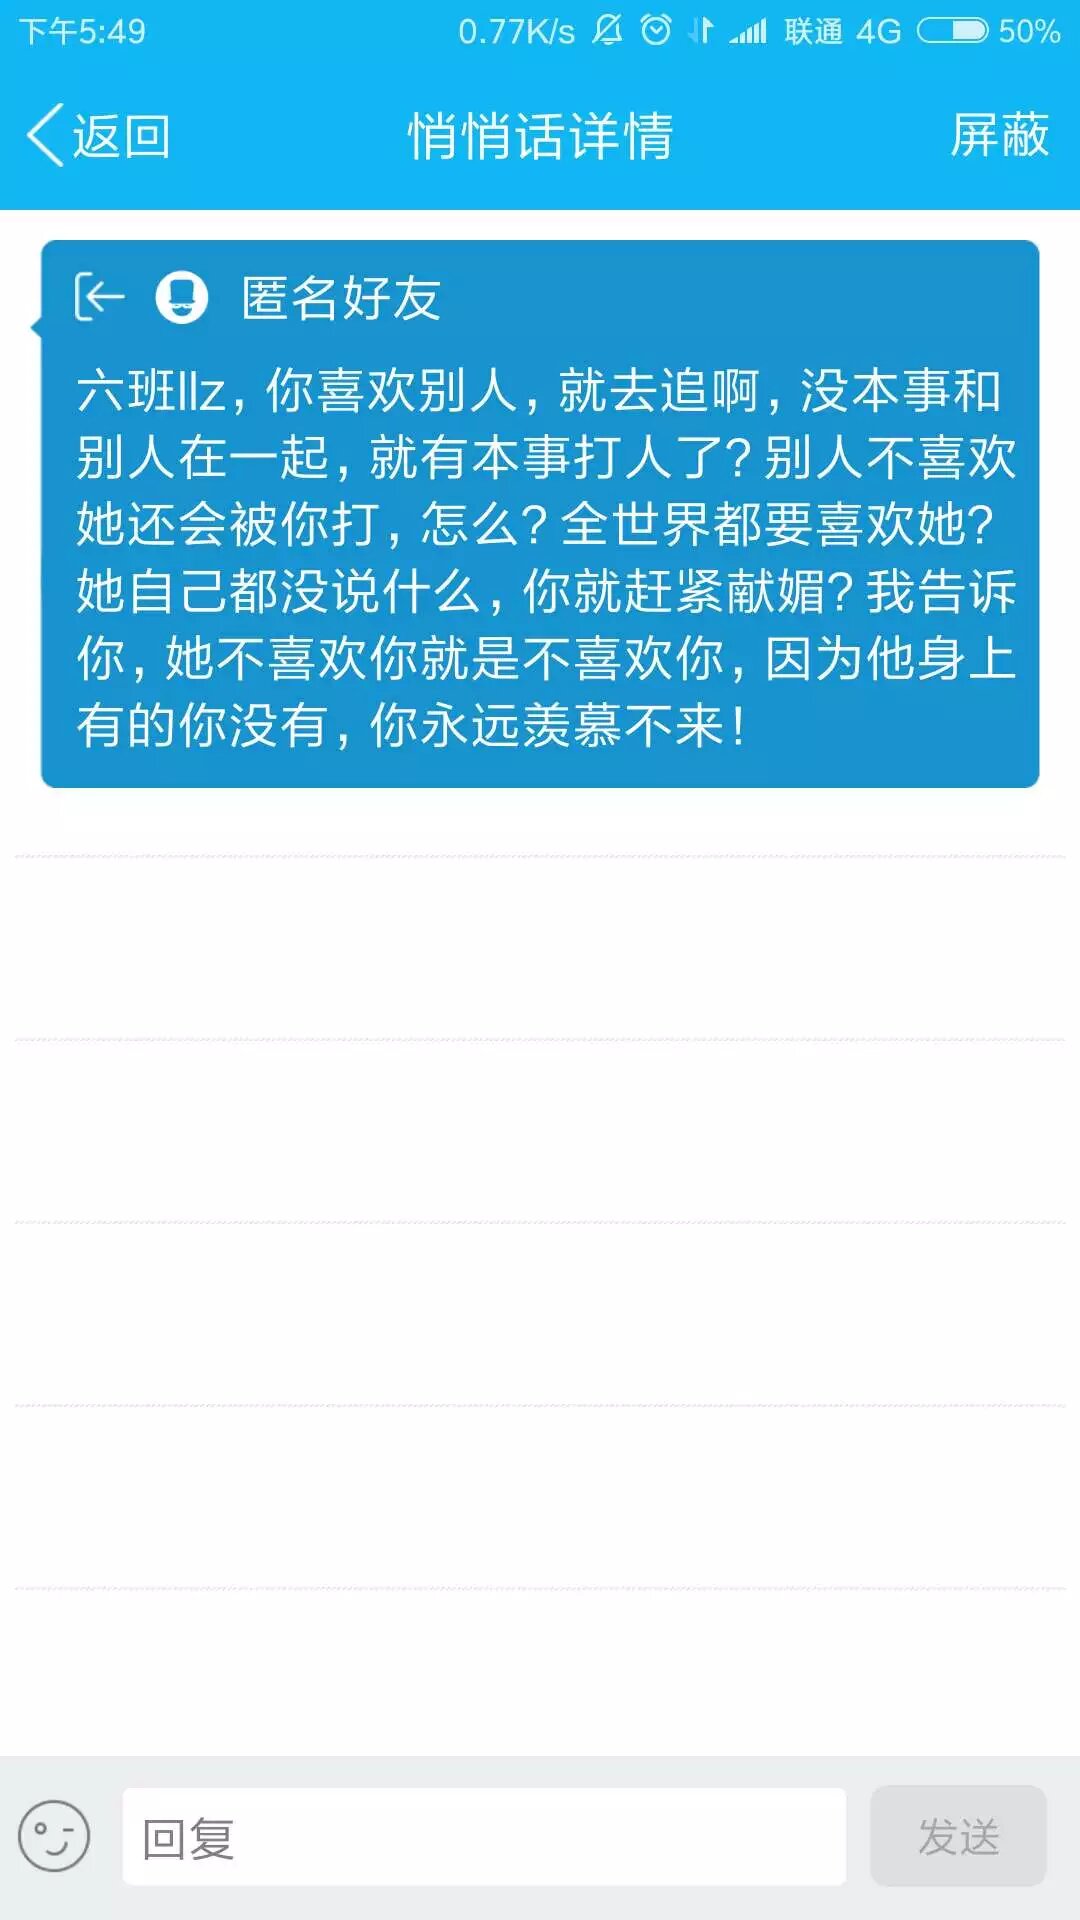 下午5:49 0.77K/s 联通 4G 50%
返回 悄悄话详情 屏蔽
匿名好友
六班llz，你喜欢别人，就去追啊，没本事和
别人在一起，就有本事打人了？别人不喜欢
她还会被你打，怎么？全世界都要喜欢她？
她自己都没说什么，你就赶紧献媚？我告诉
你，她不喜欢你就是不喜欢你，因为他身上
有的你没有，你永远羡慕不来！
回复 发送